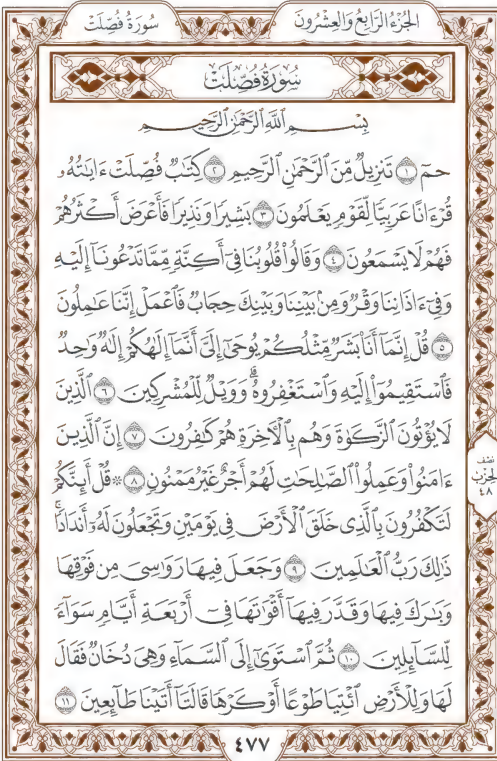 سُورَةُ فُصِّلَتْ
الجُزْءُ الرَّابِعُ وَالعِشْرُونَ
سُورَةُ فُصِّلَتْ
بِسْمِ ٱللَّهِ ٱلرَّحْمَٰنِ ٱلرَّحِيمِ
حمٓ ١ تَنزِيلٌ مِّنَ ٱلرَّحْمَٰنِ ٱلرَّحِيمِ ٢ كِتَٰبٌ فُصِّلَتْ ءَايَٰتُهُۥ
قُرْءَانًا عَرَبِيًّا لِّقَوْمٍ يَعْلَمُونَ ٣ بَشِيرًا وَنَذِيرًا فَأَعْرَضَ أَكْثَرُهُمْ
فَهُمْ لَا يَسْمَعُونَ ٤ وَقَالُوا۟ قُلُوبُنَا فِىٓ أَكِنَّةٍ مِّمَّا تَدْعُونَآ إِلَيْهِ
وَفِىٓ ءَاذَانِنَا وَقْرٌ وَمِنۢ بَيْنِنَا وَبَيْنِكَ حِجَابٌ فَٱعْمَلْ إِنَّنَا عَٰمِلُونَ
٥ قُلْ إِنَّمَآ أَنَا۠ بَشَرٌ مِّثْلُكُمْ يُوحَىٰٓ إِلَىَّ أَنَّمَآ إِلَٰهُكُمْ إِلَٰهٌ وَٰحِدٌ
فَٱسْتَقِيمُوٓا۟ إِلَيْهِ وَٱسْتَغْفِرُوهُ ۗ وَوَيْلٌ لِّلْمُشْرِكِينَ ٦ ٱلَّذِينَ
لَا يُؤْتُونَ ٱلزَّكَوٰةَ وَهُم بِٱلْءَاخِرَةِ هُمْ كَٰفِرُونَ ٧ إِنَّ ٱلَّذِينَ
ءَامَنُوا۟ وَعَمِلُوا۟ ٱلصَّٰلِحَٰتِ لَهُمْ أَجْرٌ غَيْرُ مَمْنُونٍ ٨ ۞ قُلْ أَئِنَّكُمْ
لَتَكْفُرُونَ بِٱلَّذِى خَلَقَ ٱلْأَرْضَ فِى يَوْمَيْنِ وَتَجْعَلُونَ لَهُۥٓ أَندَادًا ۚ
ذَٰلِكَ رَبُّ ٱلْعَٰلَمِينَ ٩ وَجَعَلَ فِيهَا رَوَٰسِىَ مِن فَوْقِهَا
وَبَٰرَكَ فِيهَا وَقَدَّرَ فِيهَآ أَقْوَٰتَهَا فِىٓ أَرْبَعَةِ أَيَّامٍ سَوَآءً
لِّلسَّآئِلِينَ ١٠ ثُمَّ ٱسْتَوَىٰٓ إِلَى ٱلسَّمَآءِ وَهِىَ دُخَانٌ فَقَالَ
لَهَا وَلِلْأَرْضِ ٱئْتِيَا طَوْعًا أَوْ كَرْهًا قَالَتَآ أَتَيْنَا طَآئِعِينَ ١١
نصف
الحزب
٤٨
٤٧٧